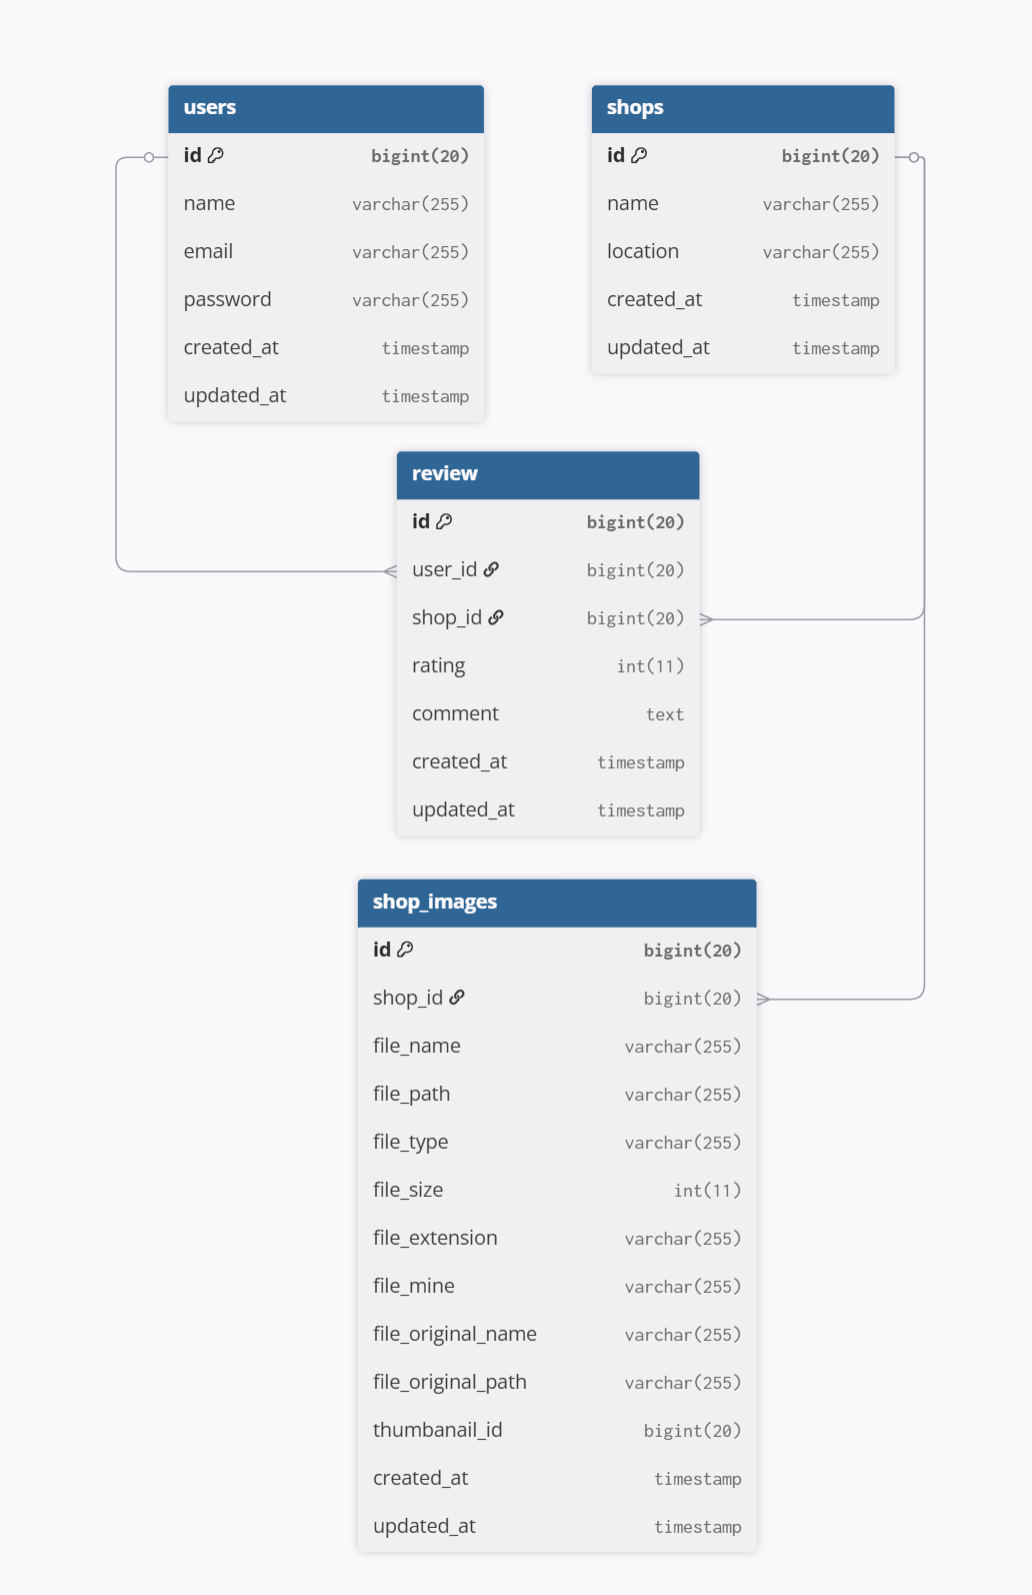 users
id bigint(20)
name varchar(255)
email varchar(255)
password varchar(255)
created_at timestamp
updated_at timestamp
shops
id bigint(20)
name varchar(255)
location varchar(255)
created_at timestamp
updated_at timestamp
review
id bigint(20)
user_id bigint(20)
shop_id bigint(20)
rating int(11)
comment text
created_at timestamp
updated_at timestamp
shop_images
id bigint(20)
shop_id bigint(20)
file_name varchar(255)
file_path varchar(255)
file_type varchar(255)
file_size int(11)
file_extension varchar(255)
file_mine varchar(255)
file_original_name varchar(255)
file_original_path varchar(255)
thumbanail_id bigint(20)
created_at timestamp
updated_at timestamp